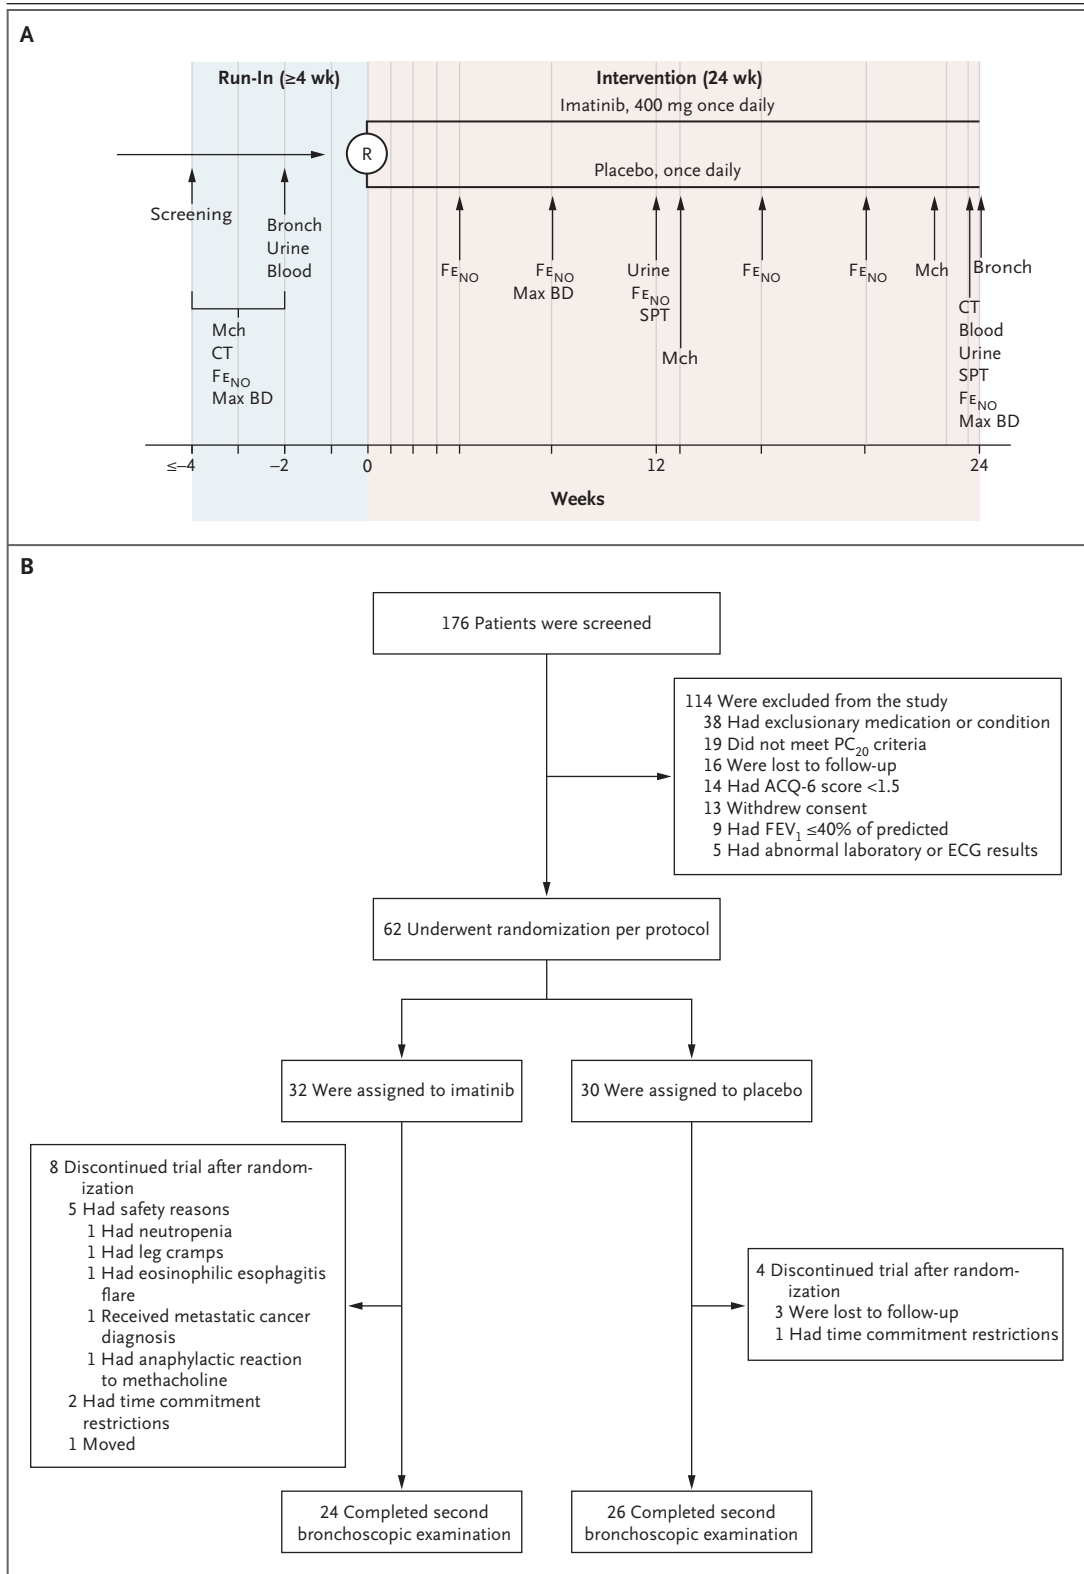 A
Run-In (≥4 wk)
Intervention (24 wk)
Imatinib, 400 mg once daily
R
Placebo, once daily
Screening
Bronch
Urine
Blood
Mch
CT
FENO
Max BD
FENO
FENO
Max BD
Urine
FENO
SPT
Mch
FENO
FENO
Mch
Bronch
CT
Blood
Urine
SPT
FENO
Max BD
≤−4
−2
0
12
24
Weeks
B
176 Patients were screened
114 Were excluded from the study
38 Had exclusionary medication or condition
19 Did not meet PC20 criteria
16 Were lost to follow-up
14 Had ACQ-6 score <1.5
13 Withdrew consent
9 Had FEV1 ≤40% of predicted
5 Had abnormal laboratory or ECG results
62 Underwent randomization per protocol
32 Were assigned to imatinib
30 Were assigned to placebo
8 Discontinued trial after random-
ization
5 Had safety reasons
1 Had neutropenia
1 Had leg cramps
1 Had eosinophilic esophagitis
flare
1 Received metastatic cancer
diagnosis
1 Had anaphylactic reaction
to methacholine
2 Had time commitment
restrictions
1 Moved
4 Discontinued trial after random-
ization
3 Were lost to follow-up
1 Had time commitment restrictions
24 Completed second
bronchoscopic examination
26 Completed second
bronchoscopic examination